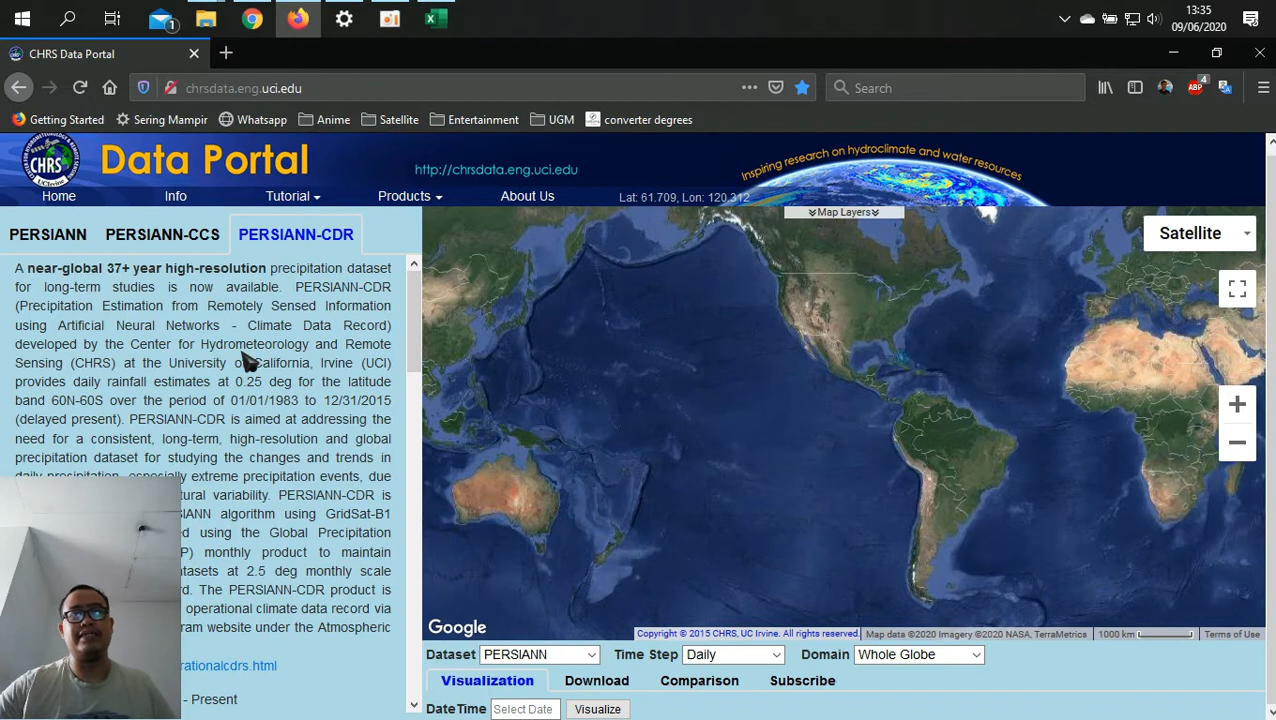 13:35
09/06/2020
1
CHRS Data Portal
chrsdata.eng.uci.edu
Search
4
ABP
Getting Started
Sering Mampir
Whatsapp
Anime
Satellite
Entertainment
UGM
converter degrees
CHRS
UCIrvine
Data Portal
http://chrsdata.eng.uci.edu
Inspiring research on hydroclimate and water resources
Home
Info
Tutorial
Products
About Us
Lat: 61.709, Lon: 120.312
Map Layers
PERSIANN
PERSIANN-CCS
PERSIANN-CDR
Satellite
A near-global 37+ year high-resolution precipitation dataset
for long-term studies is now available. PERSIANN-CDR
(Precipitation Estimation from Remotely Sensed Information
using Artificial Neural Networks - Climate Data Record)
developed by the Center for Hydrometeorology and Remote
Sensing (CHRS) at the University of California, Irvine (UCI)
provides daily rainfall estimates at 0.25 deg for the latitude
band 60N-60S over the period of 01/01/1983 to 12/31/2015
(delayed present). PERSIANN-CDR is aimed at addressing the
need for a consistent, long-term, high-resolution and global
precipitation dataset for studying the changes and trends in
daily precipitation, especially extreme precipitation events, due
tural variability. PERSIANN-CDR is
IANN algorithm using GridSat-B1
d using the Global Precipitation
P) monthly product to maintain
atasets at 2.5 deg monthly scale
rd. The PERSIANN-CDR product is
operational climate data record via
ram website under the Atmospheric
rationalcdrs.html
- Present
Google
Copyright © 2015 CHRS, UC Irvine. All rights reserved.
Map data ©2020 Imagery ©2020 NASA, TerraMetrics
1000 km
Terms of Use
Dataset PERSIANN Time Step Daily Domain Whole Globe
Visualization
Download
Comparison
Subscribe
DateTime Select Date Visualize